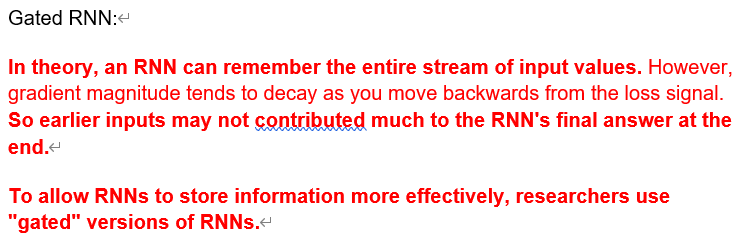 Gated RNN:
In theory, an RNN can remember the entire stream of input values. However,
gradient magnitude tends to decay as you move backwards from the loss signal.
So earlier inputs may not contributed much to the RNN's final answer at the
end.
To allow RNNs to store information more effectively, researchers use
"gated" versions of RNNs.